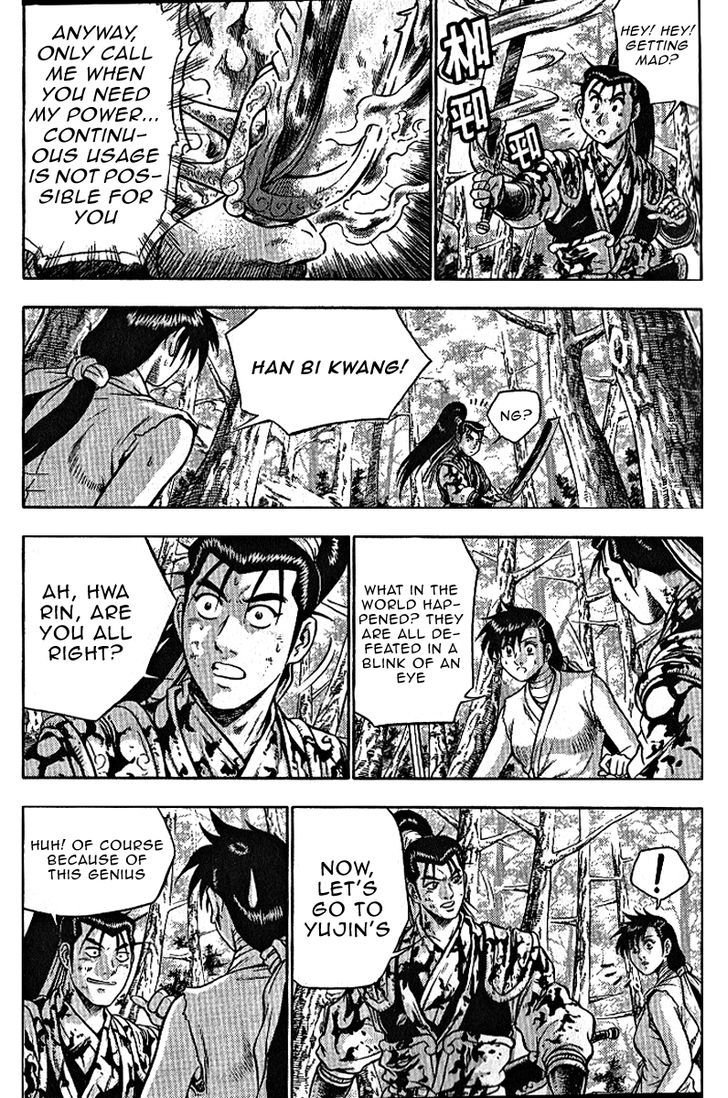 HEY! HEY!
GETTING
MAD?
ANYWAY,
ONLY CALL
ME WHEN
YOU NEED
MY POWER...
CONTINU-
OUS USAGE
IS NOT POS-
SIBLE FOR
YOU
HAN BI KWANG!
NG?
AH, HWA
RIN, ARE
YOU ALL
RIGHT?
WHAT IN THE
WORLD HAP-
PENED? THEY
ARE ALL DE-
FEATED IN A
BLINK OF AN
EYE
HUH! OF COURSE
BECAUSE OF
THIS GENIUS
NOW,
LET'S
GO TO
YUJIN'S
!